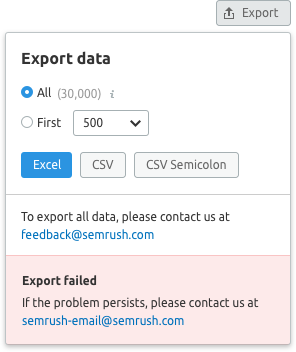 Export
Export data
All (30,000) i
First 500
Excel CSV CSV Semicolon
To export all data, please contact us at
feedback@semrush.com
Export failed
If the problem persists, please contact us at
semrush-email@semrush.com